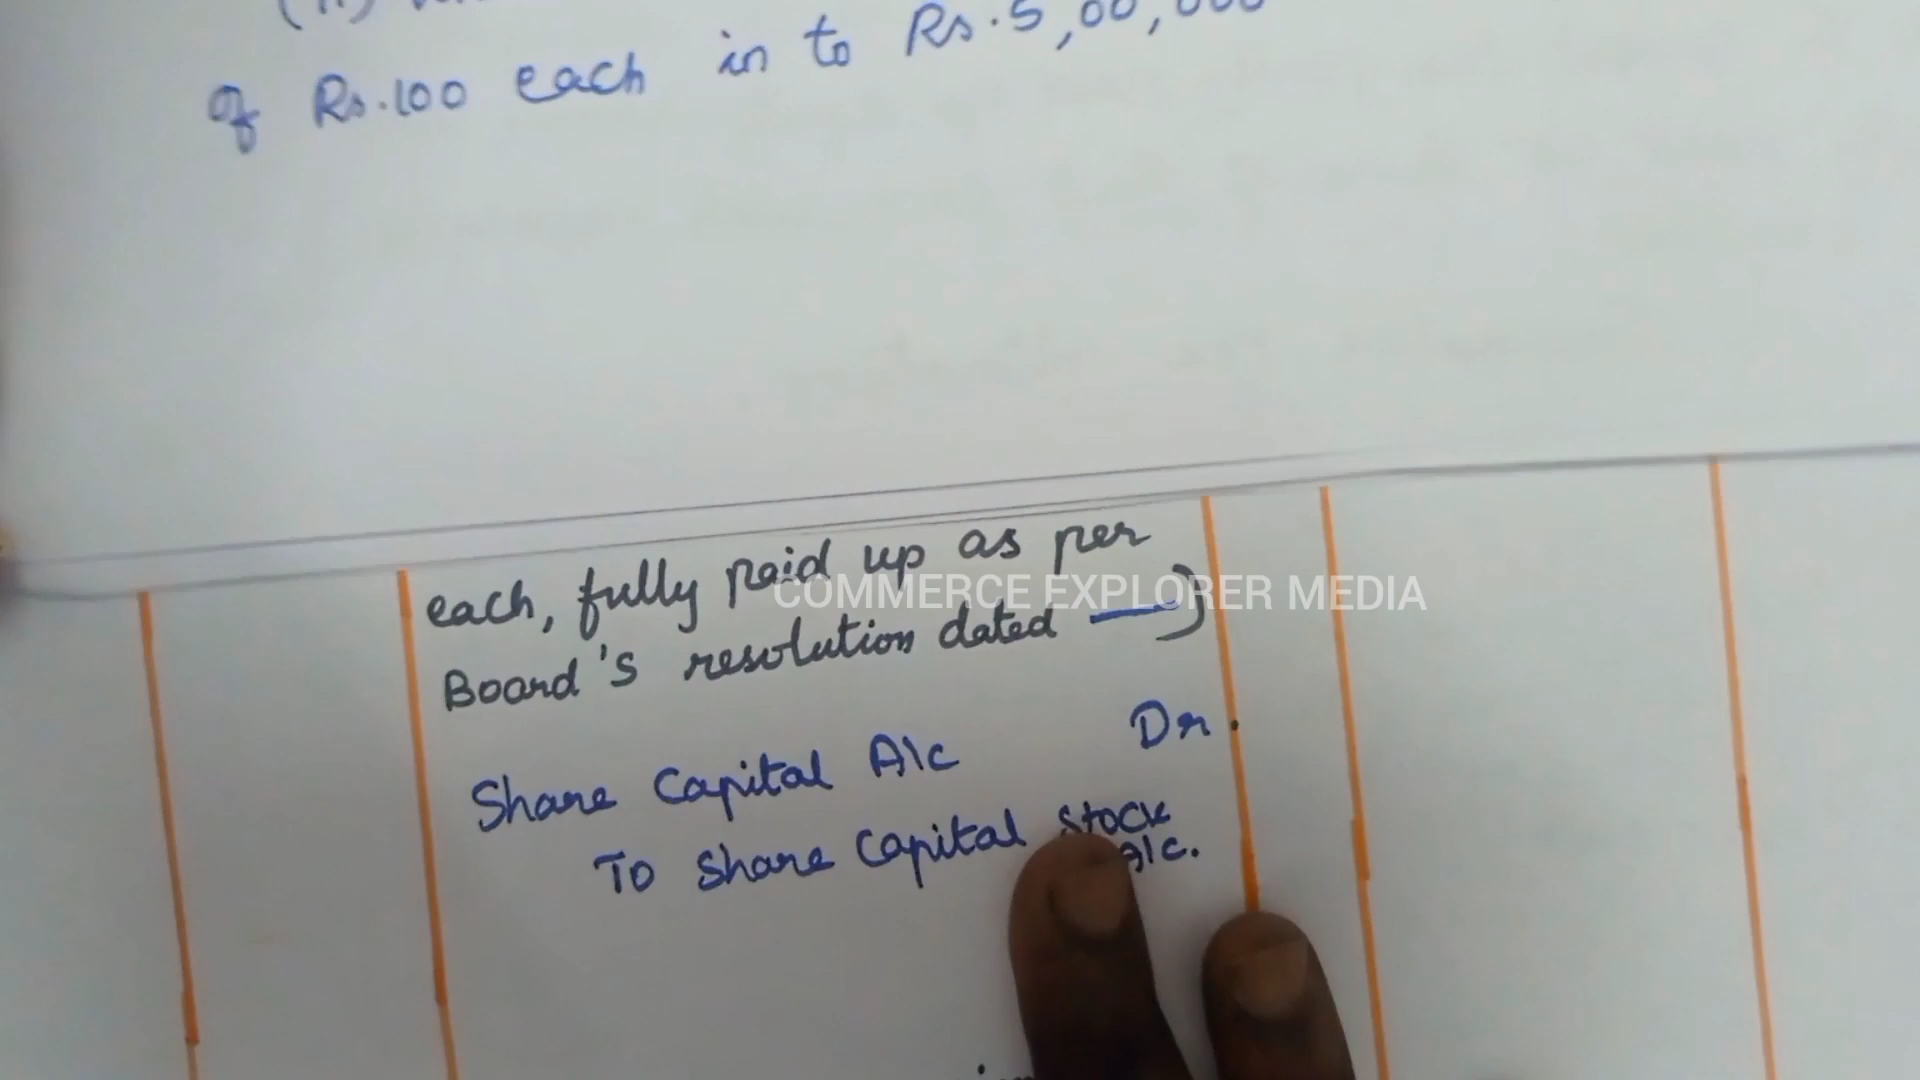 of Rs.100 each in to Rs.5,00,000
each, fully paid up as per
Board's resolution dated —)
COMMERCE EXPLORER MEDIA
Share Capital A/c Dr.
To Share Capital Stock
A/c.